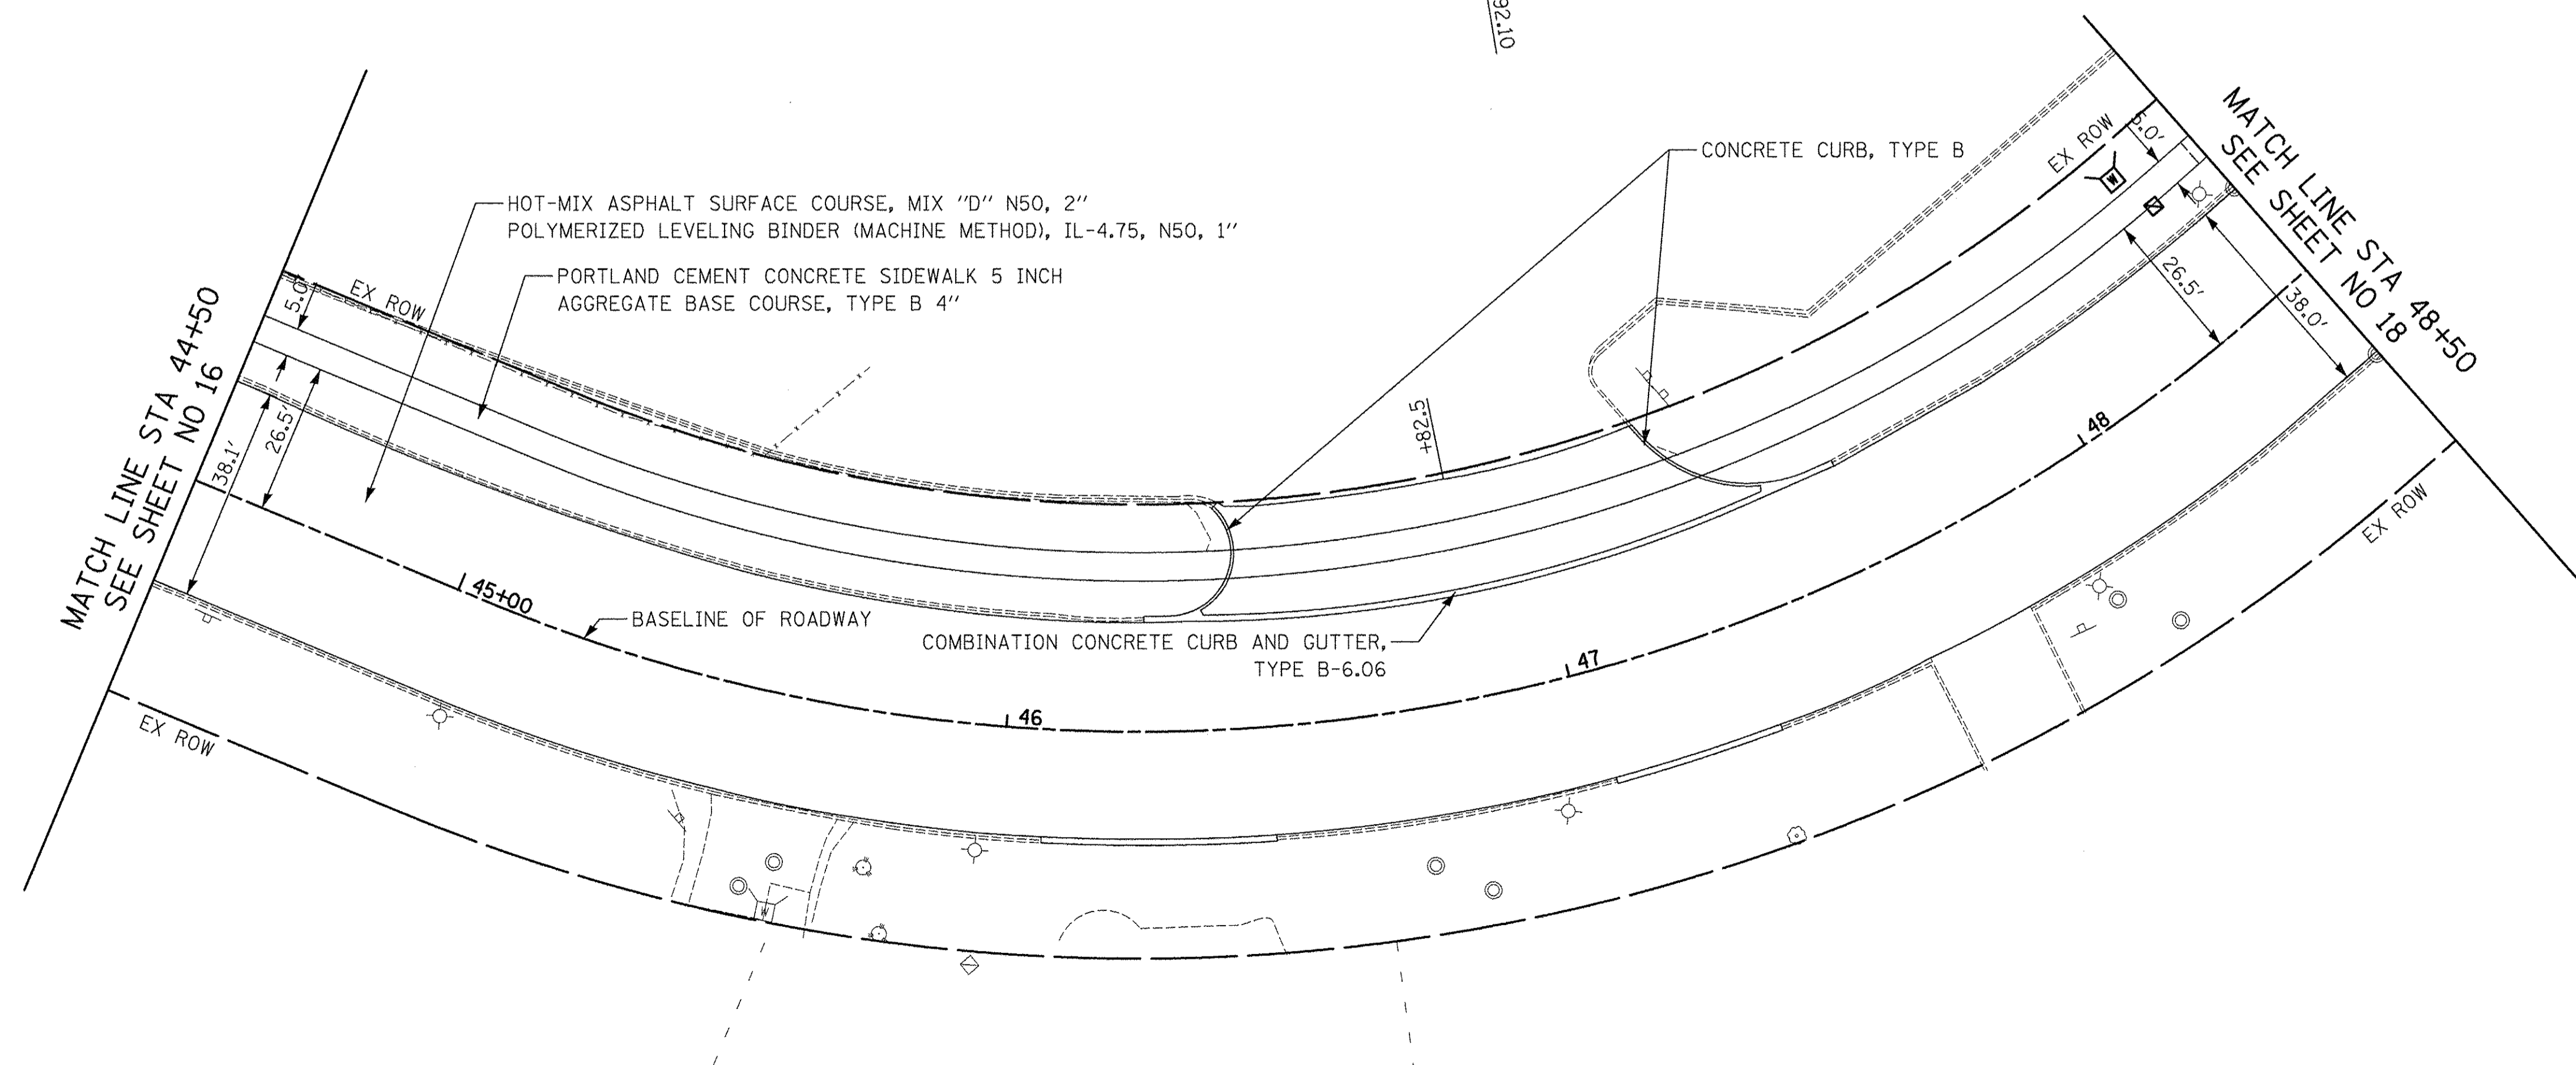 92.10
MATCH LINE STA 44+50
SEE SHEET NO 16
HOT-MIX ASPHALT SURFACE COURSE, MIX "D" N50, 2"
POLYMERIZED LEVELING BINDER (MACHINE METHOD), IL-4.75, N50, 1"
PORTLAND CEMENT CONCRETE SIDEWALK 5 INCH
AGGREGATE BASE COURSE, TYPE B 4"
CONCRETE CURB, TYPE B
EX ROW
5.0'
MATCH LINE STA 48+50
SEE SHEET NO 18
EX ROW
5.0'
26.5'
38.1'
26.5'
38.0'
+82.5
45+00
BASELINE OF ROADWAY
COMBINATION CONCRETE CURB AND GUTTER,
TYPE B-6.06
46
47
48
EX ROW
EX ROW
W
W